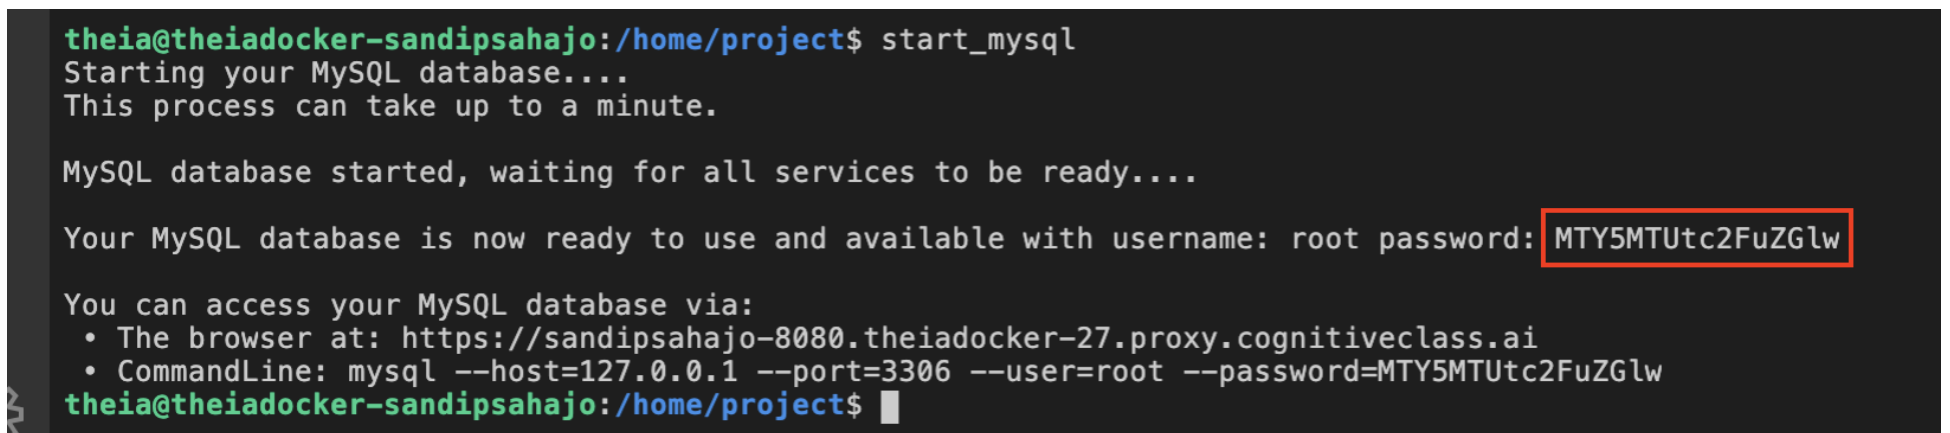 theia@theiadocker-sandipsahajo:/home/project$ start_mysql
Starting your MySQL database....
This process can take up to a minute.
MySQL database started, waiting for all services to be ready....
Your MySQL database is now ready to use and available with username: root password: MTY5MTUtc2FuZGlw
You can access your MySQL database via:
• The browser at: https://sandipsahajo-8080.theiadocker-27.proxy.cognitiveclass.ai
• CommandLine: mysql --host=127.0.0.1 --port=3306 --user=root --password=MTY5MTUtc2FuZGlw
theia@theiadocker-sandipsahajo:/home/project$